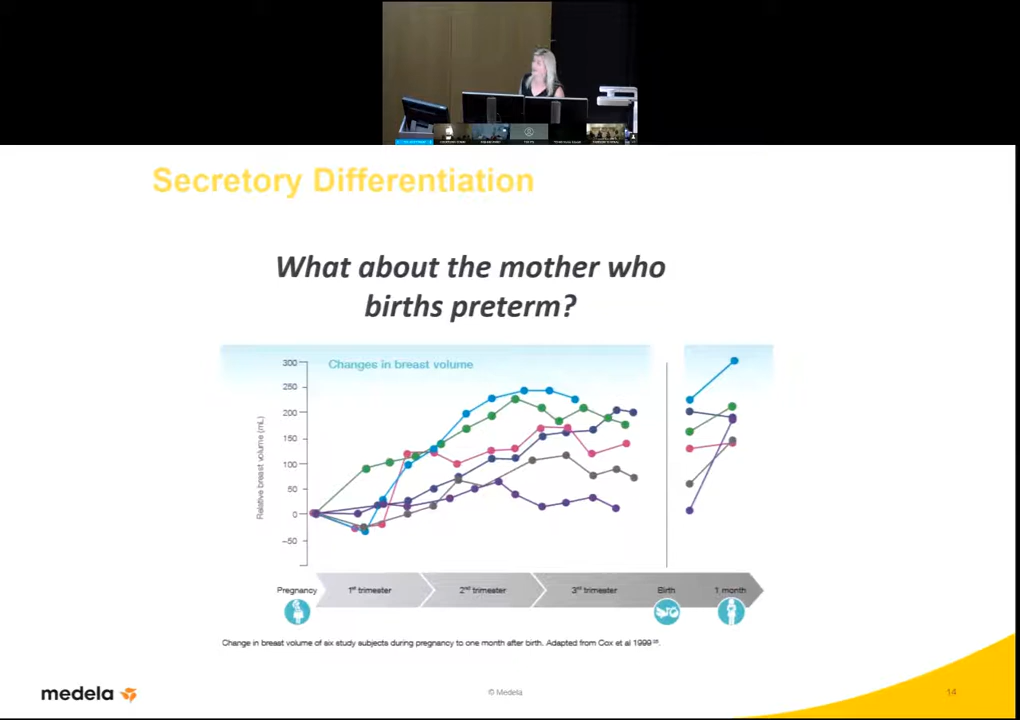 Secretory Differentiation
What about the mother who
births preterm?
Changes in breast volume
300
250
200
150
100
50
0
−50
Relative breast volume (mL)
Pregnancy
1st trimester
2nd trimester
3rd trimester
Birth
1 month
Change in breast volume of six study subjects during pregnancy to one month after birth. Adapted from Cox et al 1999
medela
© Medela
14